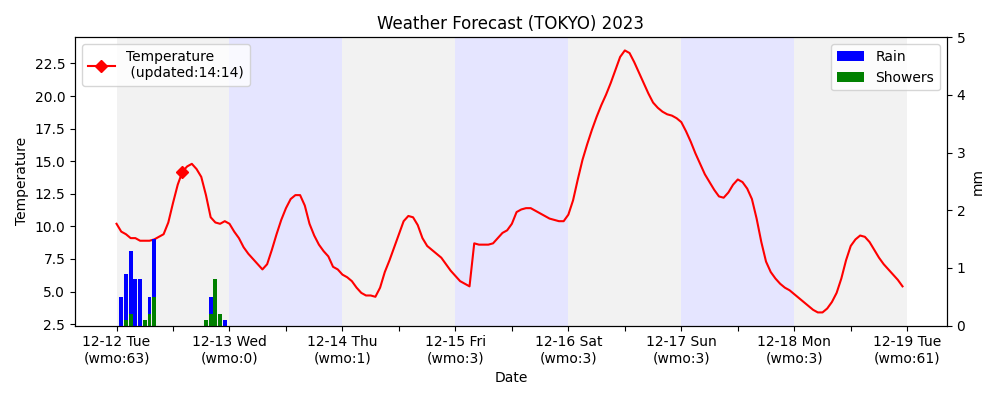 Weather Forecast (TOKYO) 2023
Temperature
(updated:14:14)
Rain
Showers
22.5
20.0
17.5
15.0
12.5
10.0
7.5
5.0
2.5
Temperature
5
4
3
2
1
0
mm
12-12 Tue
(wmo:63)
12-13 Wed
(wmo:0)
12-14 Thu
(wmo:1)
12-15 Fri
(wmo:3)
12-16 Sat
(wmo:3)
12-17 Sun
(wmo:3)
12-18 Mon
(wmo:3)
12-19 Tue
(wmo:61)
Date